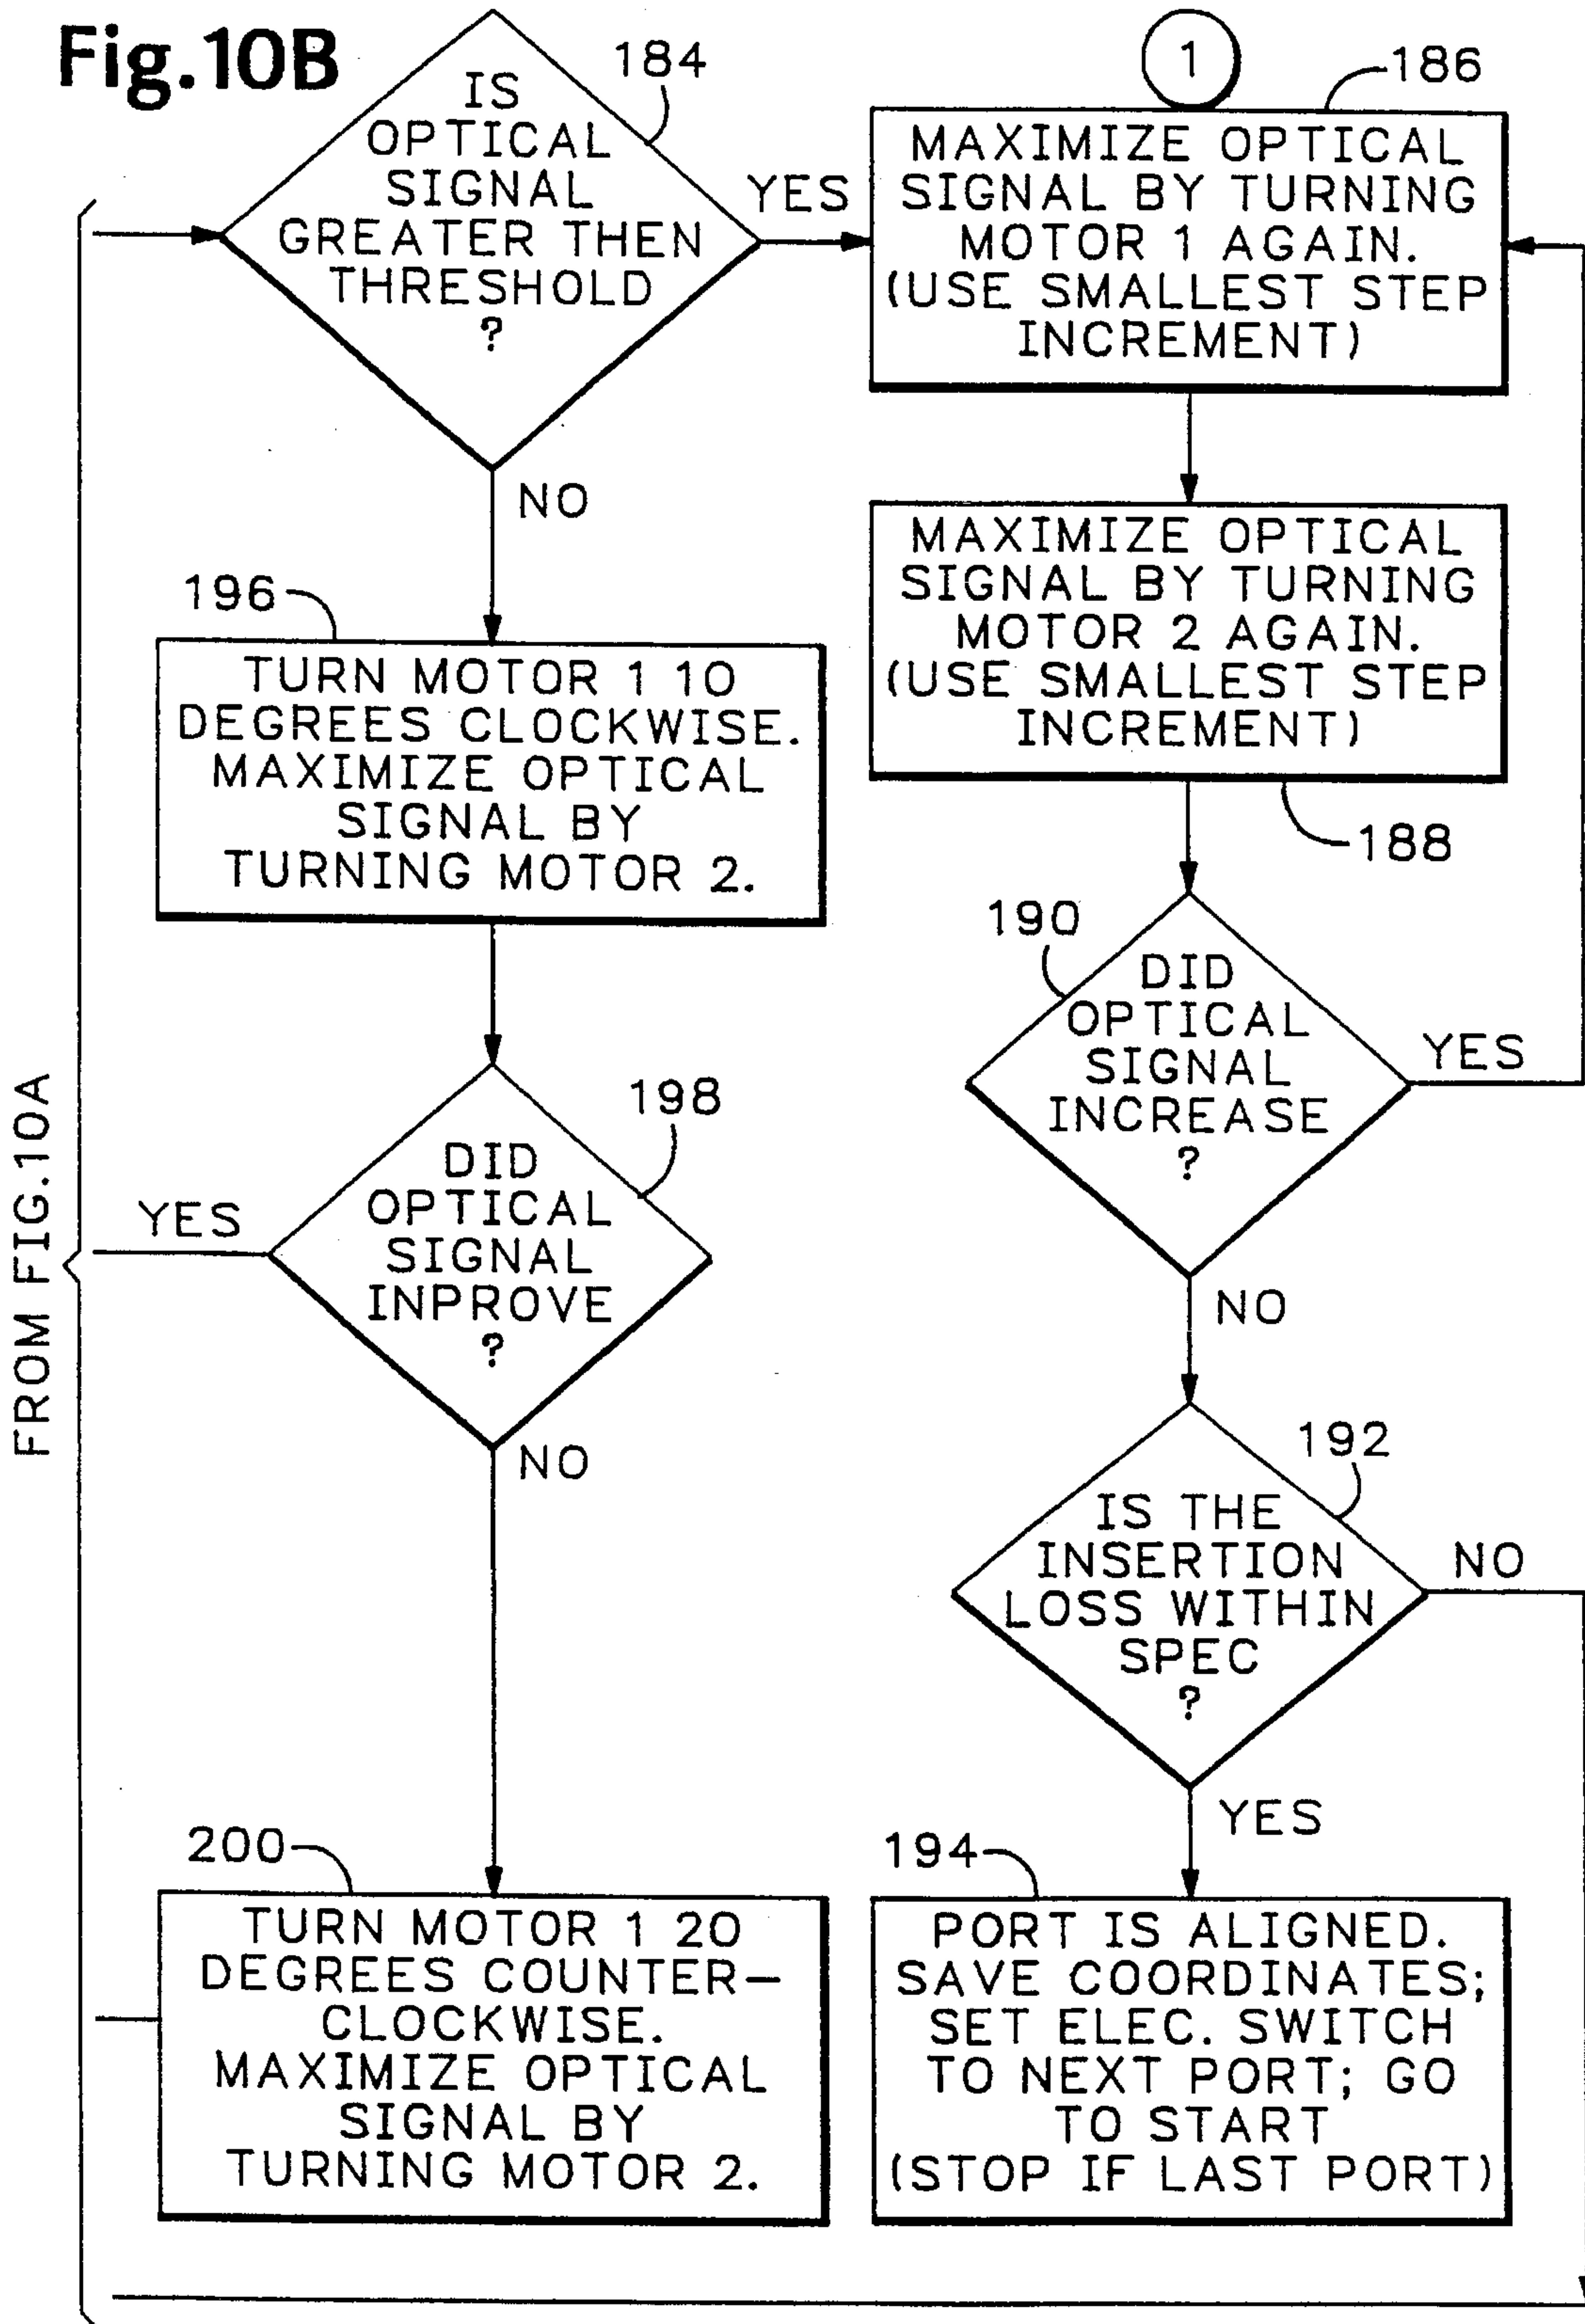 Fig.10B
184
IS
OPTICAL
SIGNAL
GREATER THEN
THRESHOLD
?
YES
NO
1
186
MAXIMIZE OPTICAL
SIGNAL BY TURNING
MOTOR 1 AGAIN.
(USE SMALLEST STEP
INCREMENT)
MAXIMIZE OPTICAL
SIGNAL BY TURNING
MOTOR 2 AGAIN.
(USE SMALLEST STEP
INCREMENT)
188
196
TURN MOTOR 1 10
DEGREES CLOCKWISE.
MAXIMIZE OPTICAL
SIGNAL BY
TURNING MOTOR 2.
190
DID
OPTICAL
SIGNAL
INCREASE
?
YES
NO
FROM FIG.10A
198
DID
OPTICAL
SIGNAL
INPROVE
?
YES
NO
192
IS THE
INSERTION
LOSS WITHIN
SPEC
?
NO
YES
200
TURN MOTOR 1 20
DEGREES COUNTER-
CLOCKWISE.
MAXIMIZE OPTICAL
SIGNAL BY
TURNING MOTOR 2.
194
PORT IS ALIGNED.
SAVE COORDINATES;
SET ELEC. SWITCH
TO NEXT PORT; GO
TO START
(STOP IF LAST PORT)